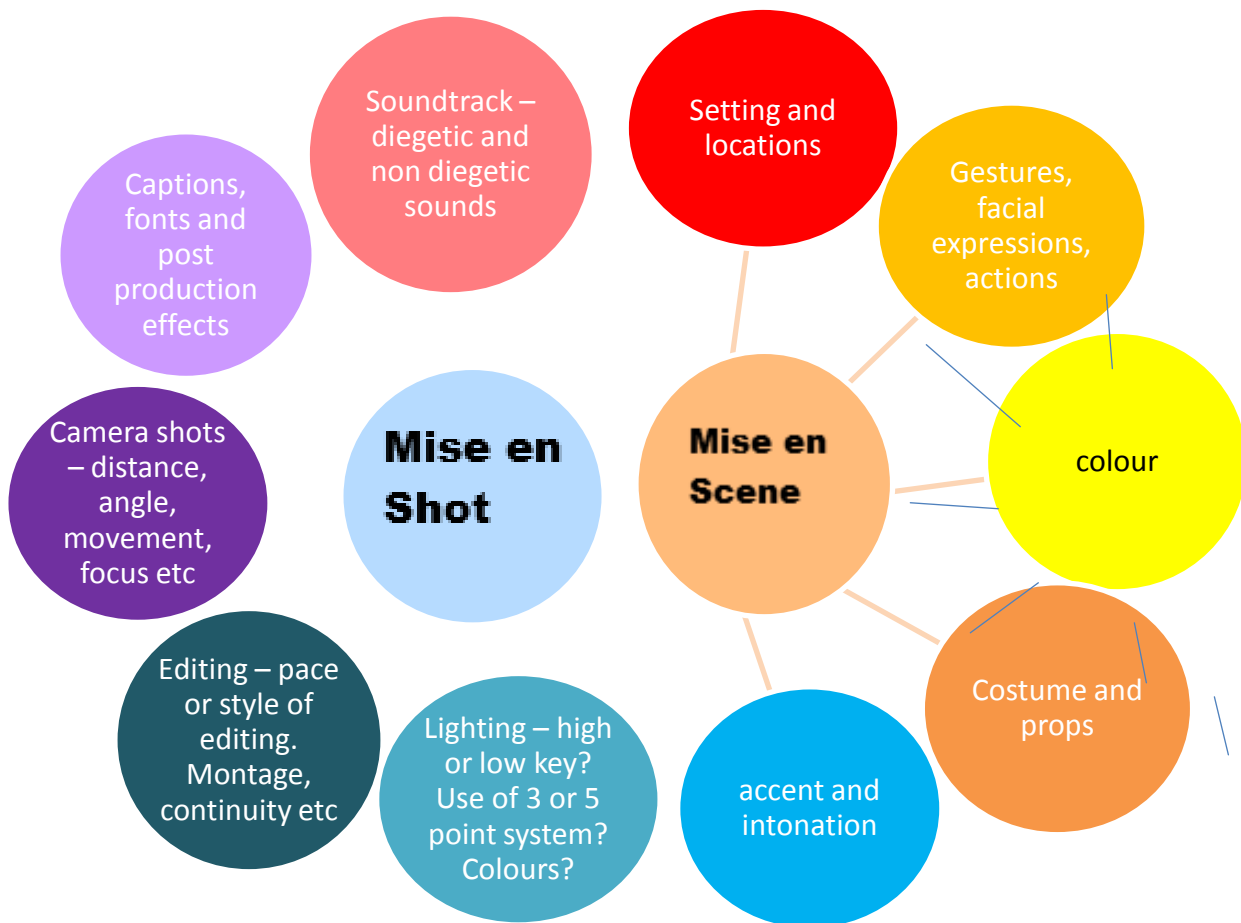 Soundtrack –
diegetic and
non diegetic
sounds
Setting and
locations
Captions,
fonts and
post
production
effects
Gestures,
facial
expressions,
actions
Camera shots
– distance,
angle,
movement,
focus etc
Mise en
Shot
Mise en
Scene
colour
Editing – pace
or style of
editing.
Montage,
continuity etc
Lighting – high
or low key?
Use of 3 or 5
point system?
Colours?
accent and
intonation
Costume and
props